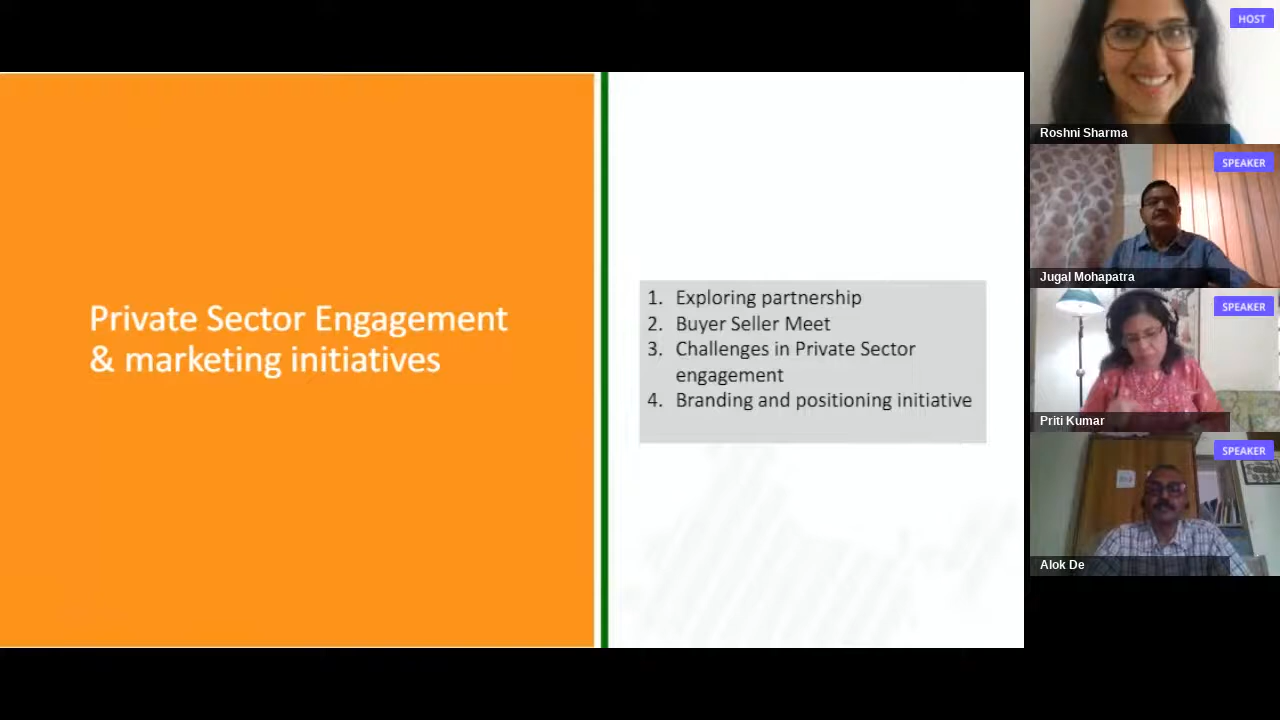 Private Sector Engagement
& marketing initiatives
1. Exploring partnership
2. Buyer Seller Meet
3. Challenges in Private Sector
engagement
4. Branding and positioning initiative
HOST
Roshni Sharma
SPEAKER
Jugal Mohapatra
SPEAKER
Priti Kumar
SPEAKER
Alok De